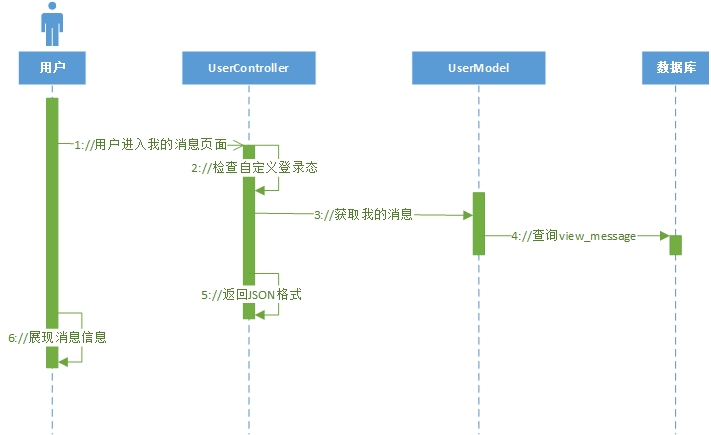 用户
UserController
UserModel
数据库
1://用户进入我的消息页面
2://检查自定义登录态
3://获取我的消息
4://查询view_message
5://返回JSON格式
6://展现消息信息